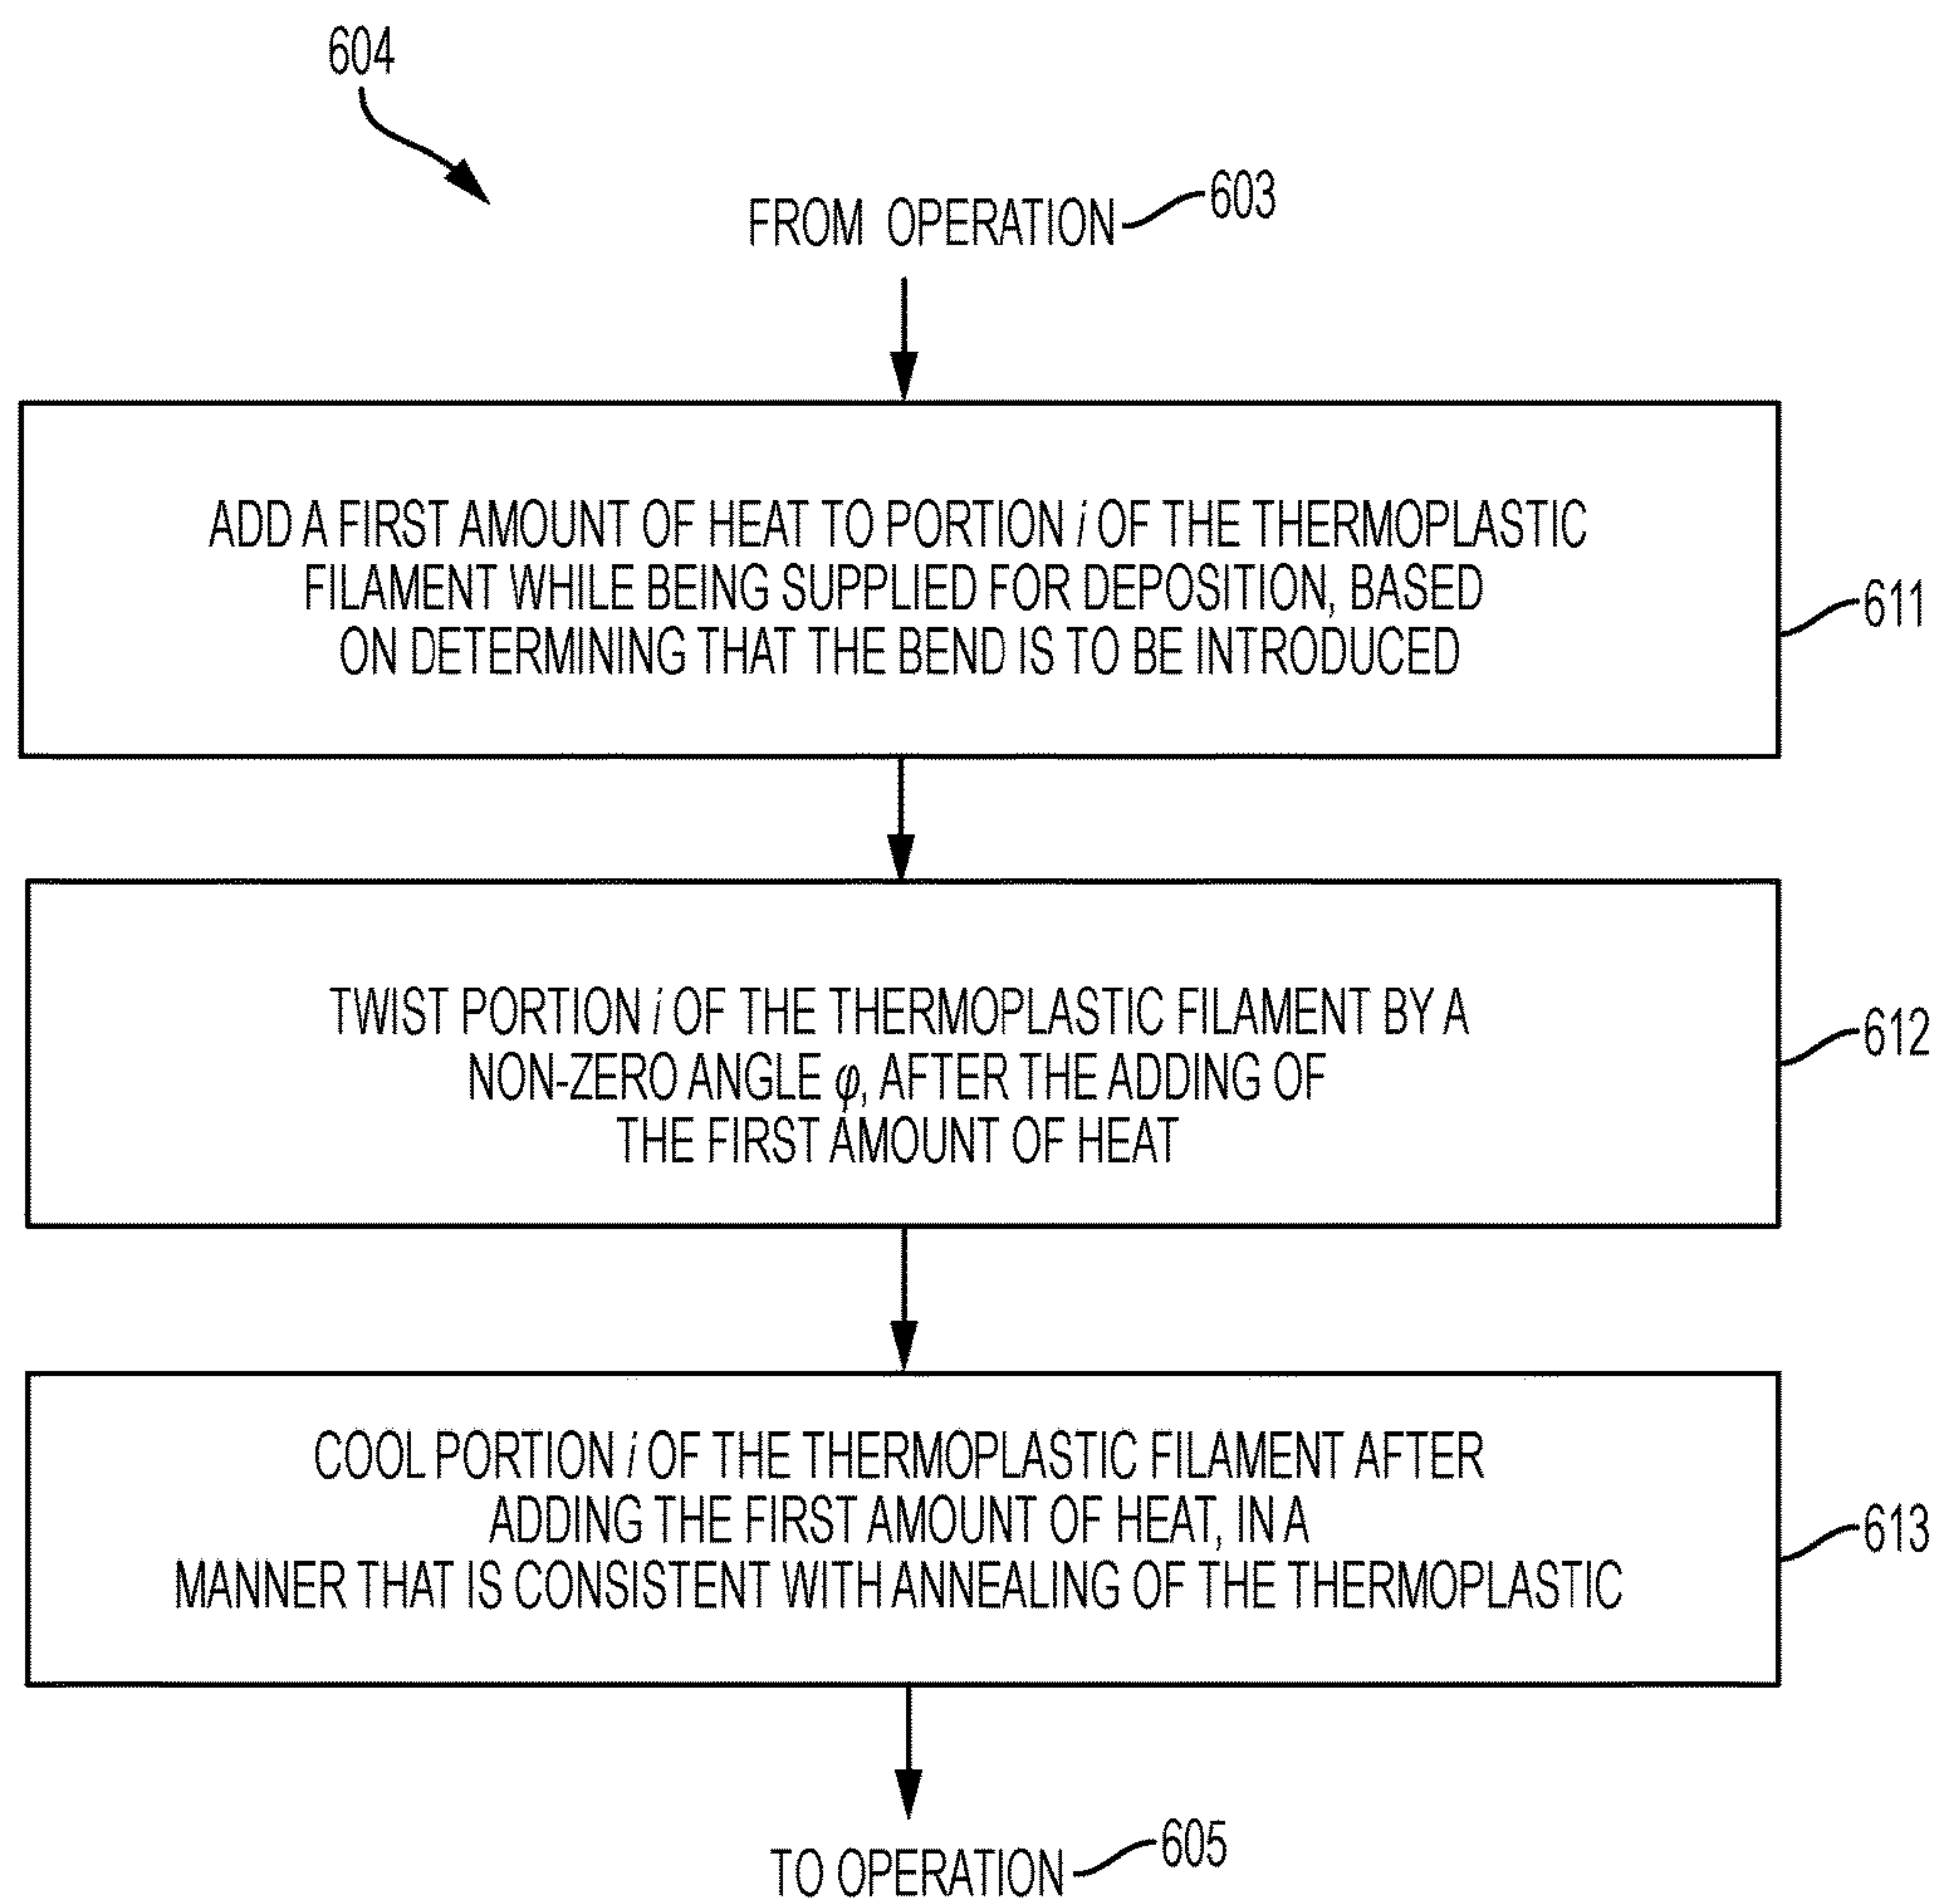 604
FROM OPERATION 603
ADD A FIRST AMOUNT OF HEAT TO PORTION i OF THE THERMOPLASTIC
FILAMENT WHILE BEING SUPPLIED FOR DEPOSITION, BASED
ON DETERMINING THAT THE BEND IS TO BE INTRODUCED
611
TWIST PORTION i OF THE THERMOPLASTIC FILAMENT BY A
NON-ZERO ANGLE φ, AFTER THE ADDING OF
THE FIRST AMOUNT OF HEAT
612
COOL PORTION i OF THE THERMOPLASTIC FILAMENT AFTER
ADDING THE FIRST AMOUNT OF HEAT, IN A
MANNER THAT IS CONSISTENT WITH ANNEALING OF THE THERMOPLASTIC
613
TO OPERATION 605